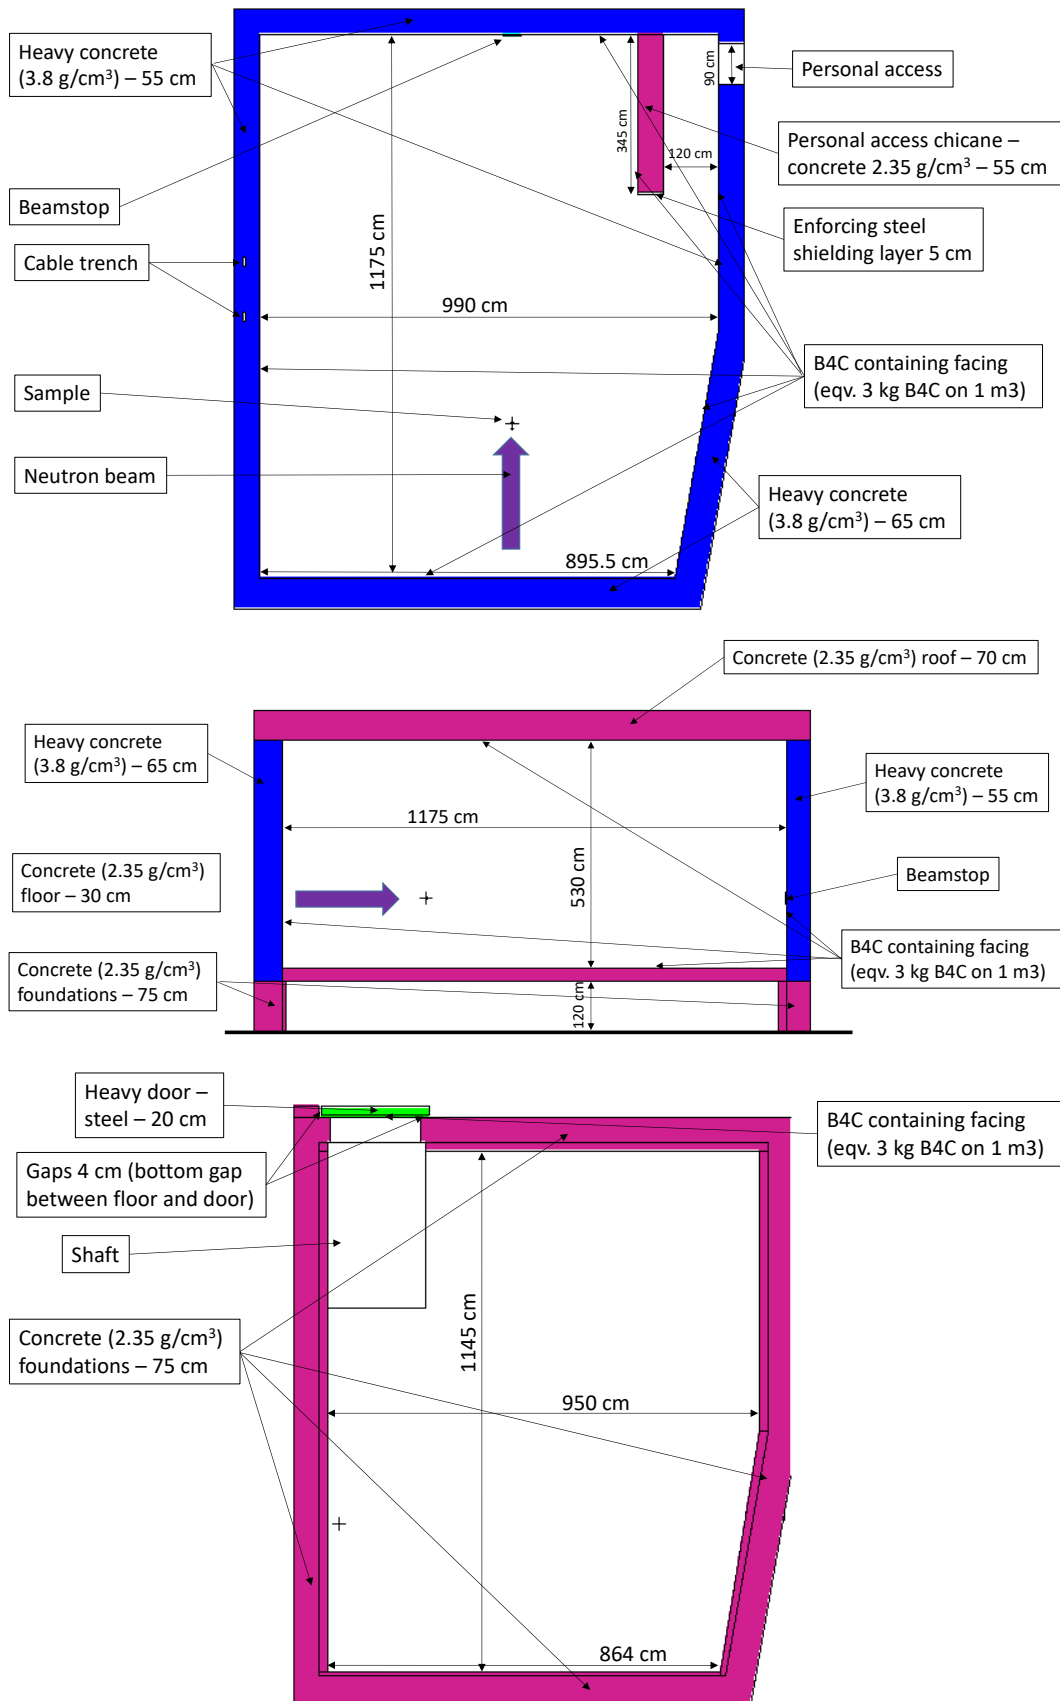 Heavy concrete
(3.8 g/cm³) – 55 cm
Beamstop
Cable trench
Sample
Neutron beam
1175 cm
990 cm
895.5 cm
345 cm
120 cm
90 cm
Personal access
Personal access chicane –
concrete 2.35 g/cm³ – 55 cm
Enforcing steel
shielding layer 5 cm
B4C containing facing
(eqv. 3 kg B4C on 1 m3)
Heavy concrete
(3.8 g/cm³) – 65 cm
Concrete (2.35 g/cm³) roof – 70 cm
Heavy concrete
(3.8 g/cm³) – 65 cm
Concrete (2.35 g/cm³)
floor – 30 cm
Concrete (2.35 g/cm³)
foundations – 75 cm
1175 cm
530 cm
120 cm
Heavy concrete
(3.8 g/cm³) – 55 cm
Beamstop
B4C containing facing
(eqv. 3 kg B4C on 1 m3)
Heavy door –
steel – 20 cm
Gaps 4 cm (bottom gap
between floor and door)
Shaft
Concrete (2.35 g/cm³)
foundations – 75 cm
B4C containing facing
(eqv. 3 kg B4C on 1 m3)
1145 cm
950 cm
864 cm